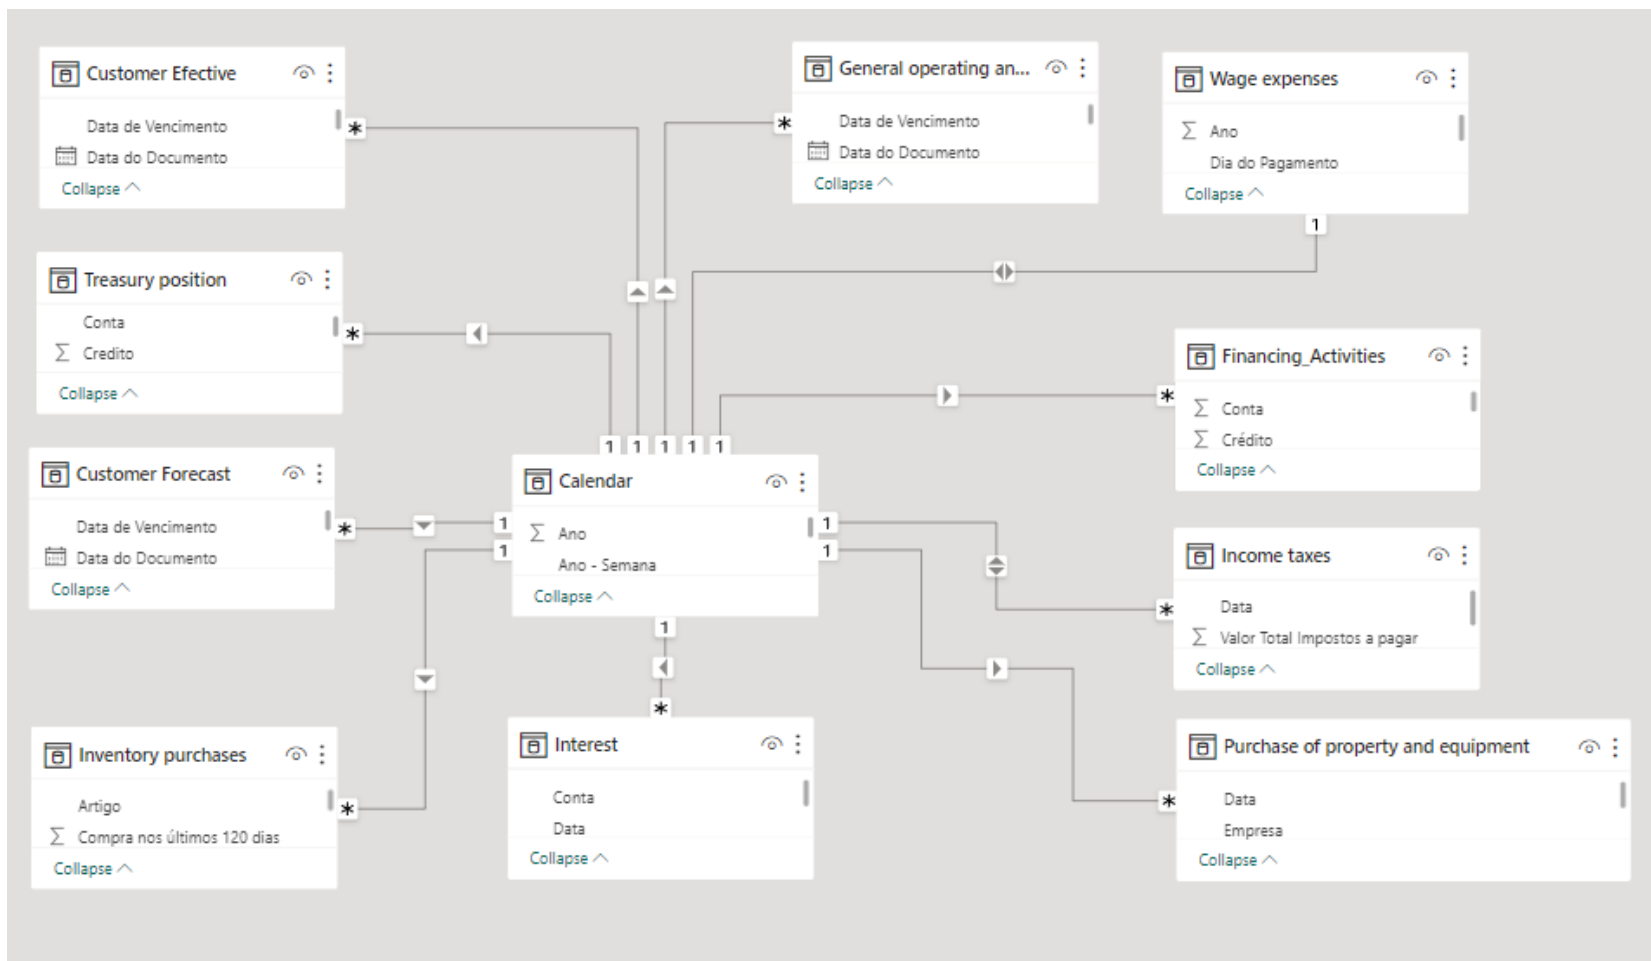 Customer Efective
Data de Vencimento
Data do Documento
Collapse
General operating an...
Data de Vencimento
Data do Documento
Collapse
Wage expenses
Ano
Dia do Pagamento
Collapse
Treasury position
Conta
Credito
Collapse
Financing_Activities
Conta
Crédito
Collapse
Customer Forecast
Data de Vencimento
Data do Documento
Collapse
Calendar
Ano
Ano - Semana
Collapse
Income taxes
Data
Valor Total Impostos a pagar
Collapse
Inventory purchases
Artigo
Compra nos últimos 120 dias
Collapse
Interest
Conta
Data
Collapse
Purchase of property and equipment
Data
Empresa
Collapse
*
*
1
*
*
1 1 1 1 1
*
1
1
1
1
*
1
*
*
*